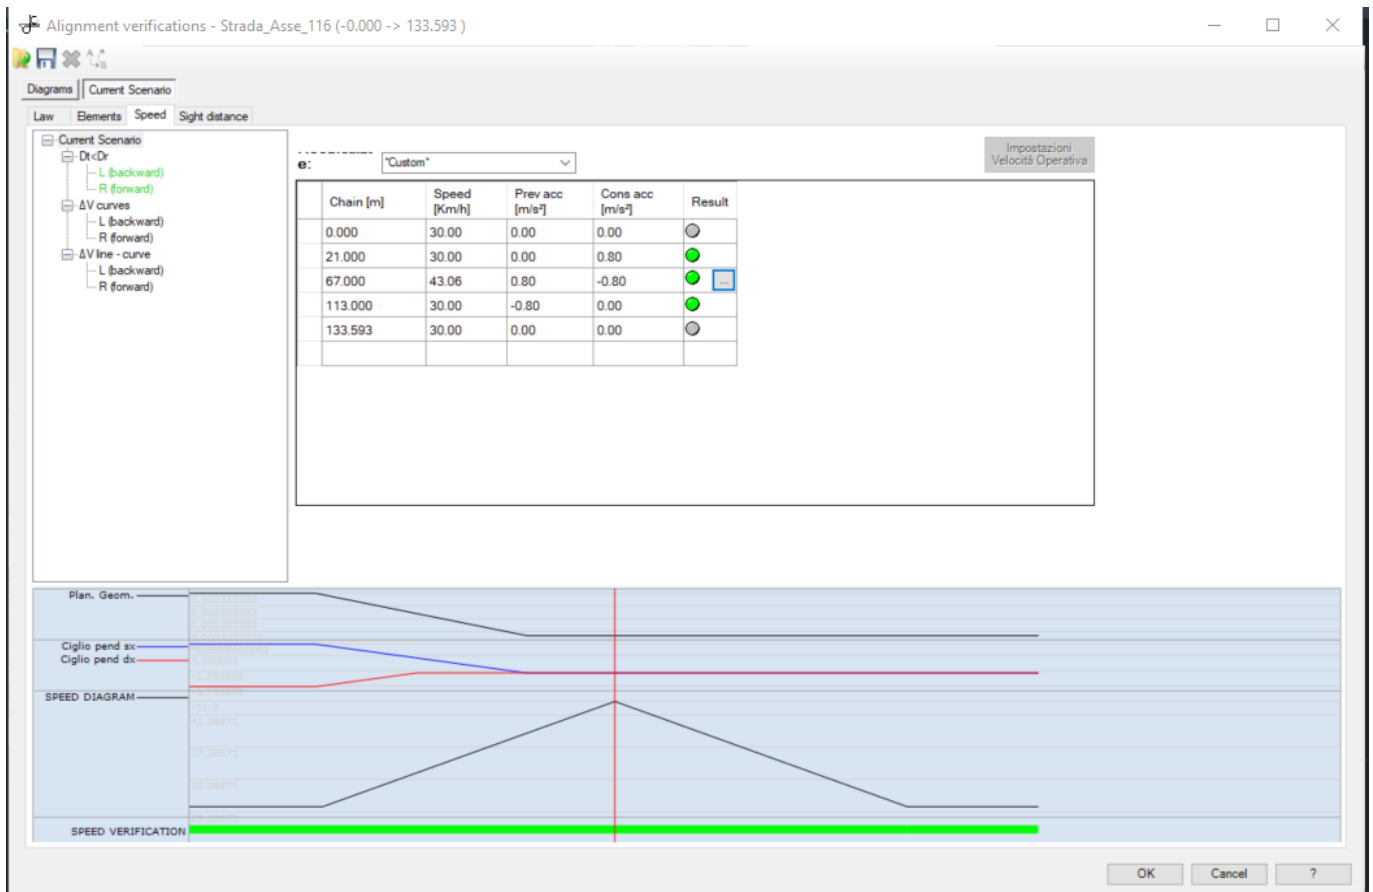 Alignment verifications - Strada_Asse_116 (-0.000 -> 133.593 )
Diagrams Current Scenario
Law Elements Speed Sight distance
Current Scenario
Dt<Dr
L (backward)
R (forward)
ΔV curves
L (backward)
R (forward)
ΔV line - curve
L (backward)
R (forward)
e: "Custom"
Impostazioni
Velocità Operativa
Chain [m] Speed [Km/h] Prev acc [m/s²] Cons acc [m/s²] Result
0.000 30.00 0.00 0.00
21.000 30.00 0.00 0.80
67.000 43.06 0.80 -0.80 ...
113.000 30.00 -0.80 0.00
133.593 30.00 0.00 0.00
Plan. Geom.
Ciglio pend sx
Ciglio pend dx
SPEED DIAGRAM
SPEED VERIFICATION
OK Cancel ?